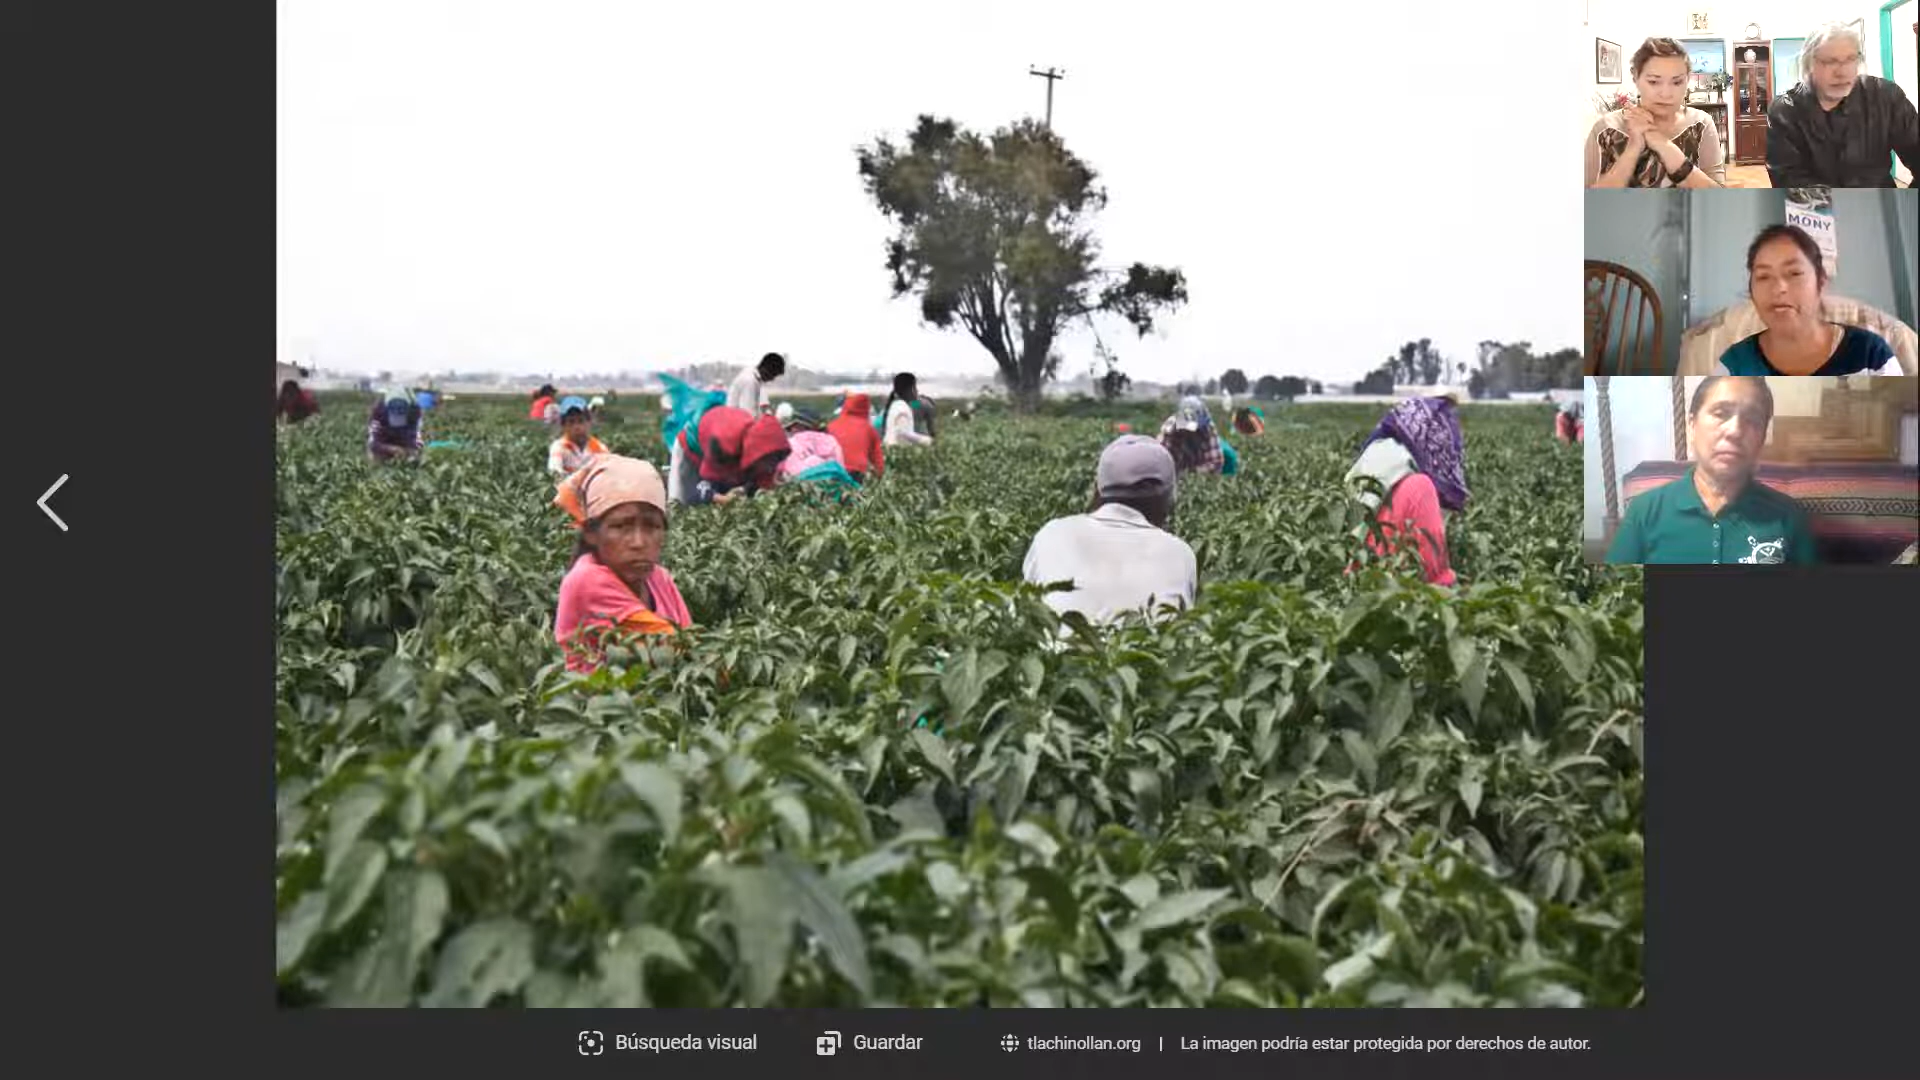 MONY
Búsqueda visual
Guardar
tlachinollan.org | La imagen podría estar protegida por derechos de autor.